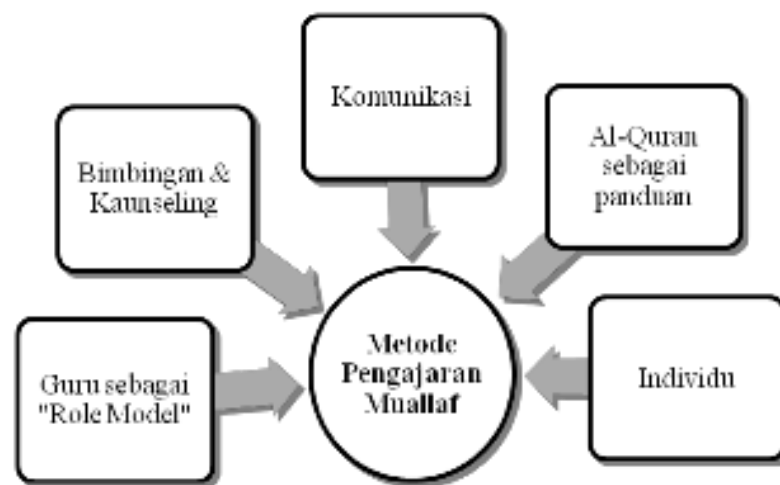 Komunikasi
Bimbingan &
Kaunseling
Al-Quran
sebagai
panduan
Guru sebagai
"Role Model"
Metode
Pengajaran
Muallaf
Individu